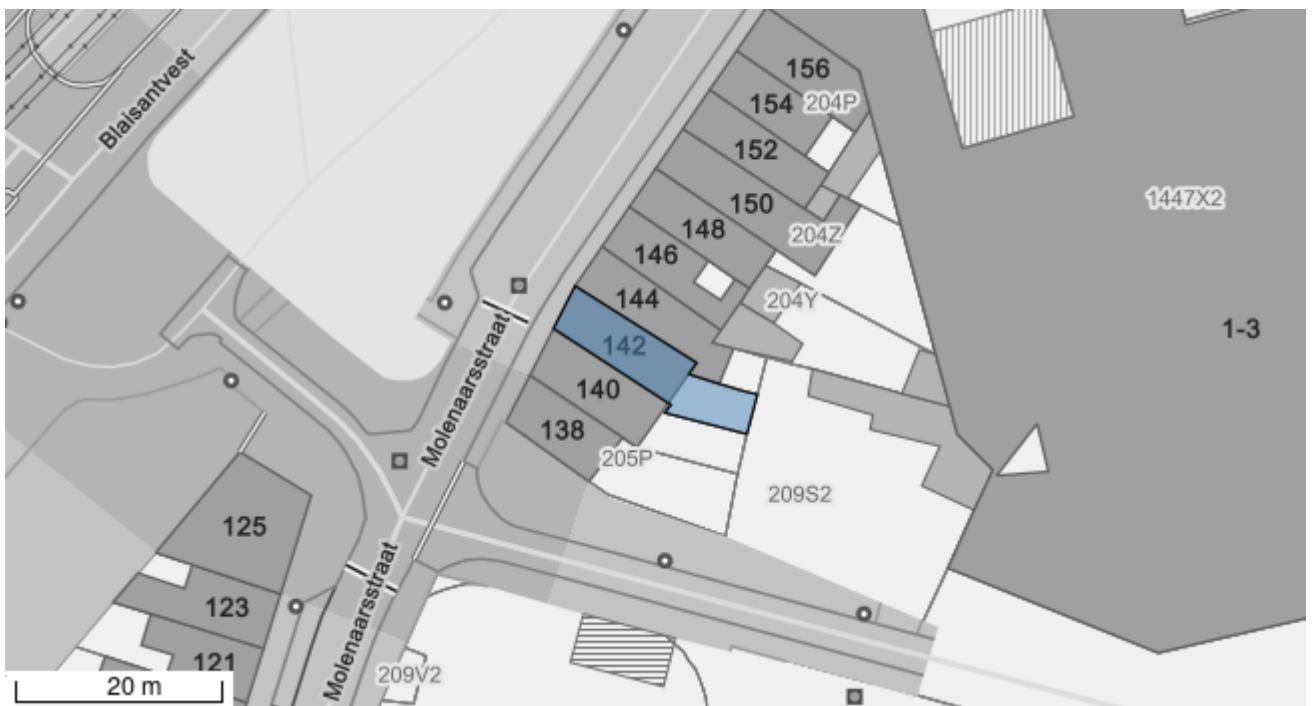 156
204P
154
Blaisantvest
152
1447X2
150
204Z
148
146
204Y
144
1-3
142
140
Molenaarsstraat
138
205P
209S2
125
123
Molenaarsstraat
121
209V2
20 m